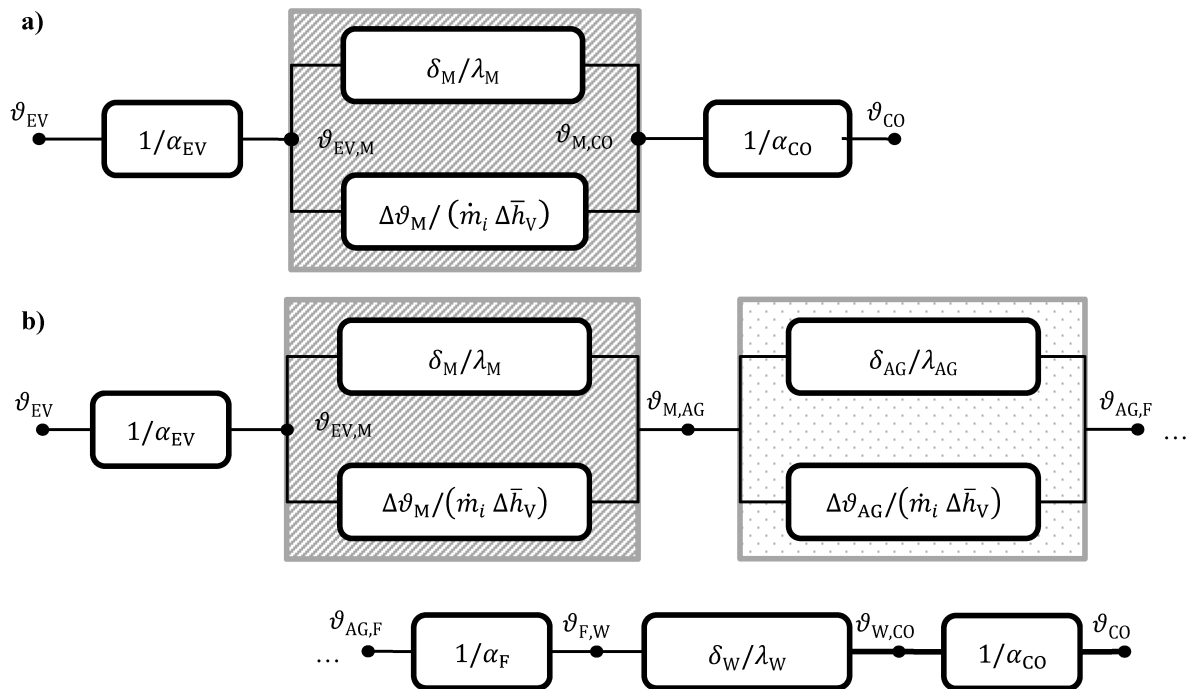 a)
δ_M/λ_M
ϑ_EV
1/α_EV
ϑ_EV,M
ϑ_M,CO
1/α_CO
ϑ_CO
Δϑ_M/(ṁ_i Δh̅_V)
b)
δ_M/λ_M
δ_AG/λ_AG
ϑ_EV
1/α_EV
ϑ_EV,M
ϑ_M,AG
ϑ_AG,F
…
Δϑ_M/(ṁ_i Δh̅_V)
Δϑ_AG/(ṁ_i Δh̅_V)
…
ϑ_AG,F
1/α_F
ϑ_F,W
δ_W/λ_W
ϑ_W,CO
1/α_CO
ϑ_CO